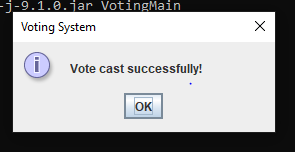 -j-9.1.0.jar VotingMain
Voting System
Vote cast successfully!
OK